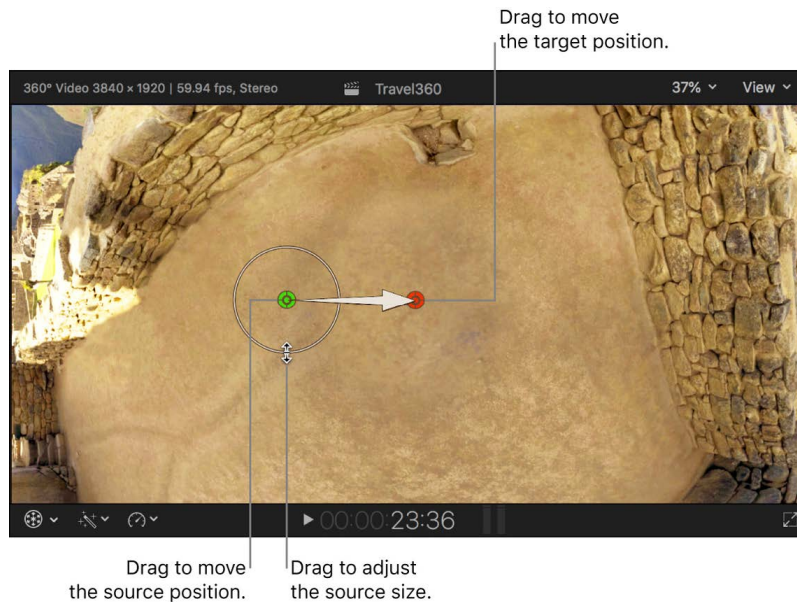 Drag to move
the target position.
360° Video 3840 × 1920 | 59.94 fps, Stereo
Travel360
37%
View
00:00:23:36
Drag to move
the source position.
Drag to adjust
the source size.